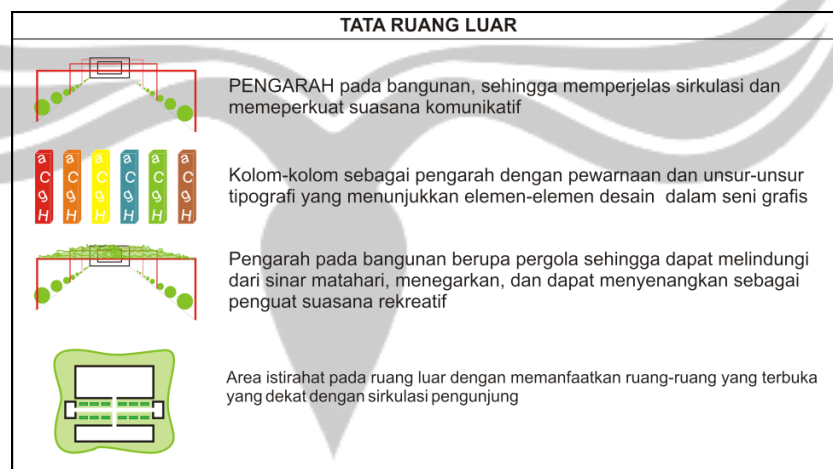 TATA RUANG LUAR
PENGARAH pada bangunan, sehingga memperjelas sirkulasi dan
memeperkuat suasana komunikatif
a a a a a a
C C C C C C
g g g g g g
H H H H H H
Kolom-kolom sebagai pengarah dengan pewarnaan dan unsur-unsur
tipografi yang menunjukkan elemen-elemen desain dalam seni grafis
Pengarah pada bangunan berupa pergola sehingga dapat melindungi
dari sinar matahari, menegarkan, dan dapat menyenangkan sebagai
penguat suasana rekreatif
Area istirahat pada ruang luar dengan memanfaatkan ruang-ruang yang terbuka
yang dekat dengan sirkulasi pengunjung